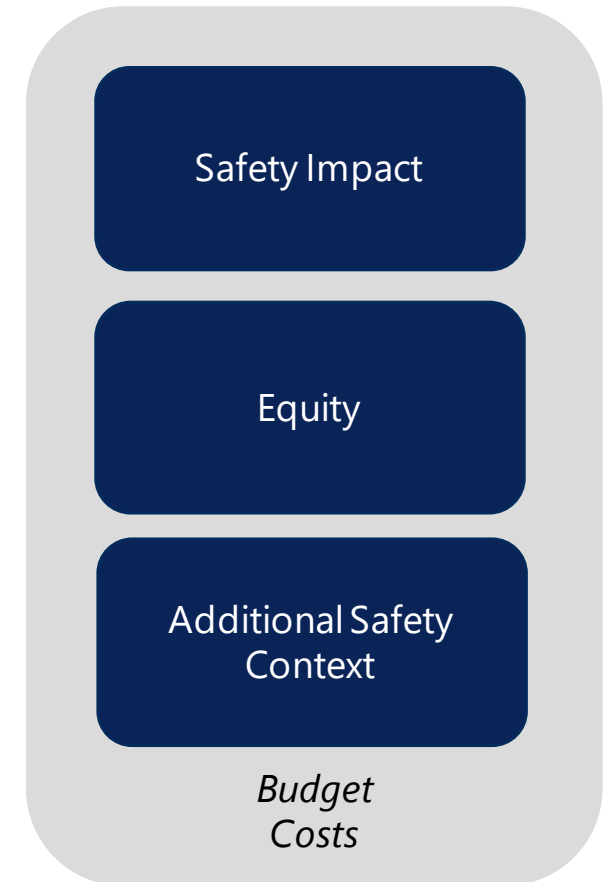 Safety Impact
Equity
Additional Safety
Context
Budget
Costs